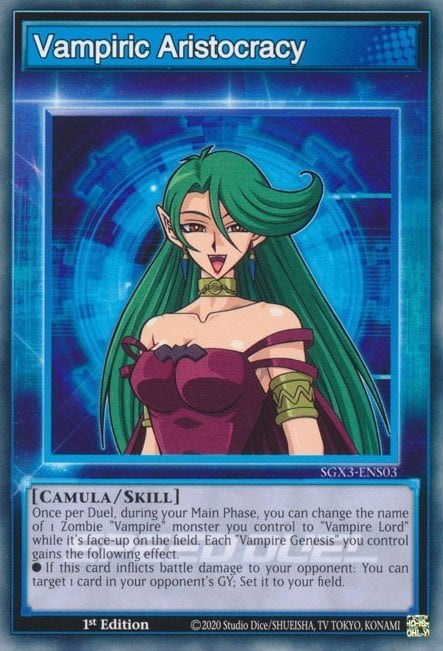 Vampiric Aristocracy
SGX3-ENS03
[CAMULA/SKILL]
Once per Duel, during your Main Phase, you can change the name
of 1 Zombie "Vampire" monster you control to "Vampire Lord"
while it's face-up on the field. Each "Vampire Genesis" you control
gains the following effect.
● If this card inflicts battle damage to your opponent: You can
target 1 card in your opponent's GY; Set it to your field.
1st Edition
©2020 Studio Dice/SHUEISHA, TV TOKYO, KONAMI